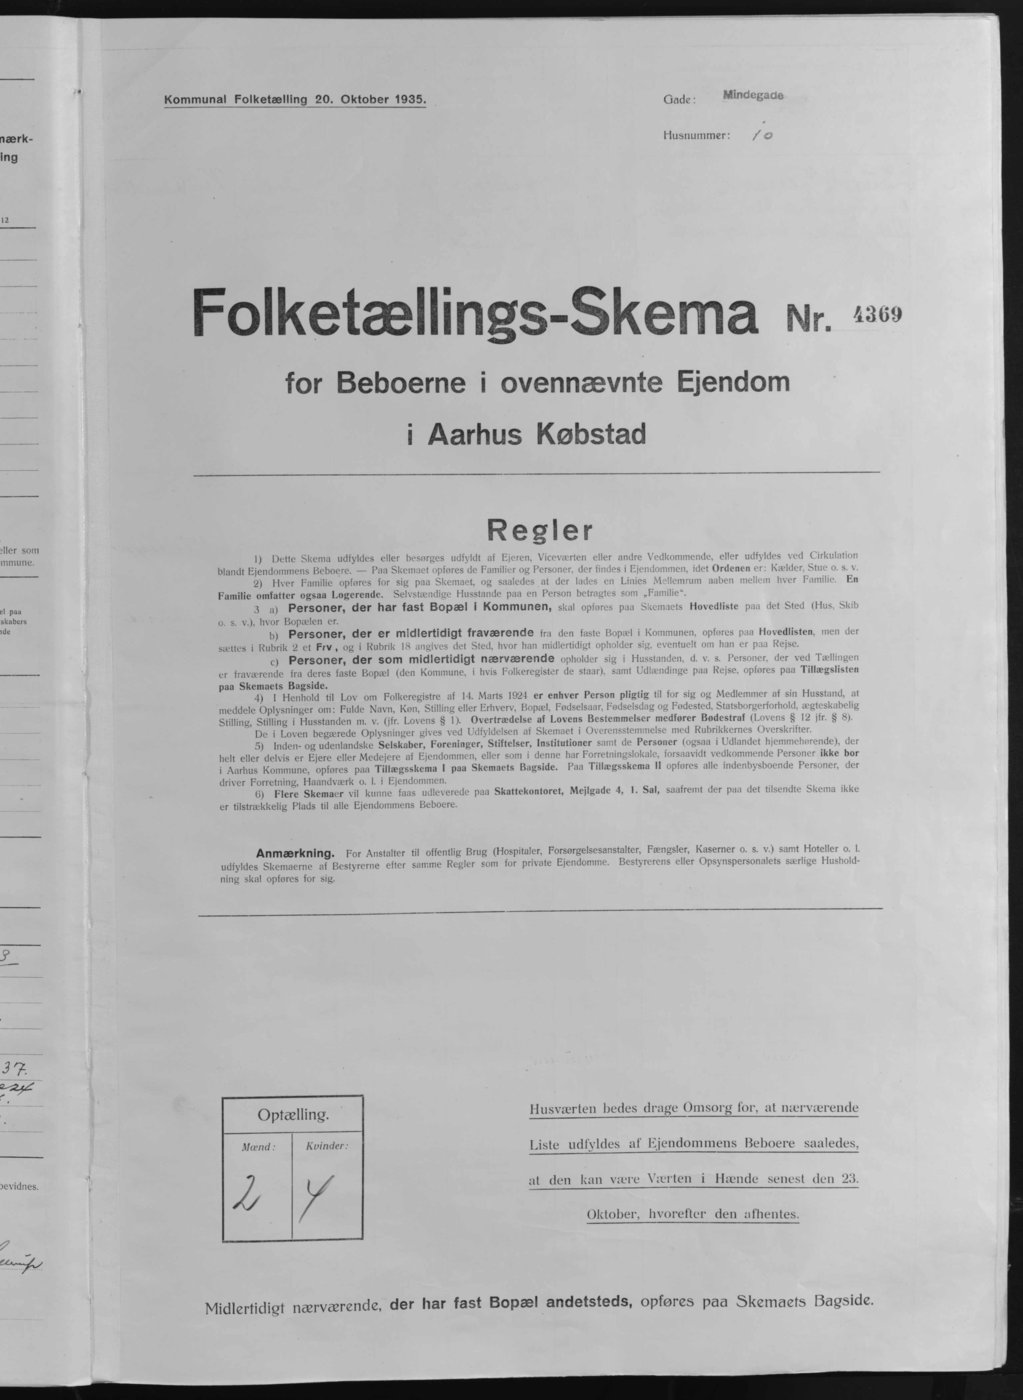 Kommunal Folketælling 20. Oktober 1935.
Gade: Mindegade
Husnummer: 10
Folketællings-Skema Nr. 4369
for Beboerne i ovennævnte Ejendom
i Aarhus Købstad
Regler
1) Dette Skema udfyldes eller besørges udfyldt af Ejeren, Viceværten eller andre Vedkommende, eller udfyldes ved Cirkulation
blandt Ejendommens Beboere. — Paa Skemaet opføres de Familier og Personer, der findes i Ejendommen, idet Ordenen er: Kælder, Stue o. s. v.
2) Hver Familie opføres for sig paa Skemaet, og saaledes at der lades en Linies Mellemrum aaben mellem hver Familie. En
Familie omfatter ogsaa Logerende. Selvstændige Husstande paa en Person betragtes som „Familie“.
3 a) Personer, der har fast Bopæl i Kommunen, skal opføres paa Skemaets Hovedliste paa det Sted (Hus, Skib
o. s. v.), hvor Bopælen er.
b) Personer, der er midlertidigt fraværende fra den faste Bopæl i Kommunen, opføres paa Hovedlisten, men der
sættes i Rubrik 2 et Frv., og i Rubrik 18 angives det Sted, hvor han midlertidigt opholder sig, eventuelt om han er paa Rejse.
c) Personer, der som midlertidigt nærværende opholder sig i Husstanden, d. v. s. Personer, der ved Tællingen
er fraværende fra deres faste Bopæl (den Kommune, i hvis Folkeregister de staar), samt Udlændinge paa Rejse, opføres paa Tillægslisten
paa Skemaets Bagside.
4) I Henhold til Lov om Folkeregistre af 14. Marts 1924 er enhver Person pligtig til for sig og Medlemmer af sin Husstand, at
meddele Oplysninger om: Fulde Navn, Køn, Stilling eller Erhverv, Bopæl, Fødselsaar, Fødselsdag og Fødested, Statsborgerforhold, ægteskabelig
Stilling, Stilling i Husstanden m. v. (jfr. Lovens § 1). Overtrædelse af Lovens Bestemmelser medfører Bødestraf (Lovens § 12 jfr. § 8).
De i Loven begærede Oplysninger gives ved Udfyldelsen af Skemaet i Overensstemmelse med Rubrikkernes Overskrifter.
5) Inden- og udenlandske Selskaber, Foreninger, Stiftelser, Institutioner samt de Personer (ogsaa i Udlandet hjemmehørende), der
helt eller delvis er Ejere eller Medejere af Ejendommen, eller som i denne har Forretningslokale, forsaavidt vedkommende Personer ikke bor
i Aarhus Kommune, opføres paa Tillægsskema I paa Skemaets Bagside. Paa Tillægsskema II opføres alle indenbysboende Personer, der
driver Forretning, Haandværk o. l. i Ejendommen.
6) Flere Skemaer vil kunne faas udleverede paa Skattekontoret, Mejlgade 4, 1. Sal, saafremt der paa det tilsendte Skema ikke
er tilstrækkelig Plads til alle Ejendommens Beboere.
Anmærkning. For Anstalter til offentlig Brug (Hospitaler, Forsørgelsesanstalter, Fængsler, Kaserner o. s. v.) samt Hoteller o. l.
udfyldes Skemaerne af Bestyrerne efter samme Regler som for private Ejendomme. Bestyrerens eller Opsynspersonalets særlige Hushold-
ning skal opføres for sig.
Optælling.
Mænd: Kvinder:
2 4
Husværten bedes drage Omsorg for, at nærværende
Liste udfyldes af Ejendommens Beboere saaledes,
at den kan være Værten i Hænde senest den 23.
Oktober, hvorefter den afhentes.
Midlertidigt nærværende, der har fast Bopæl andetsteds, opføres paa Skemaets Bagside.
mærk-
ing
12
eller som
mmune.
el paa
skabers
nde
3
37.
bevidnes.